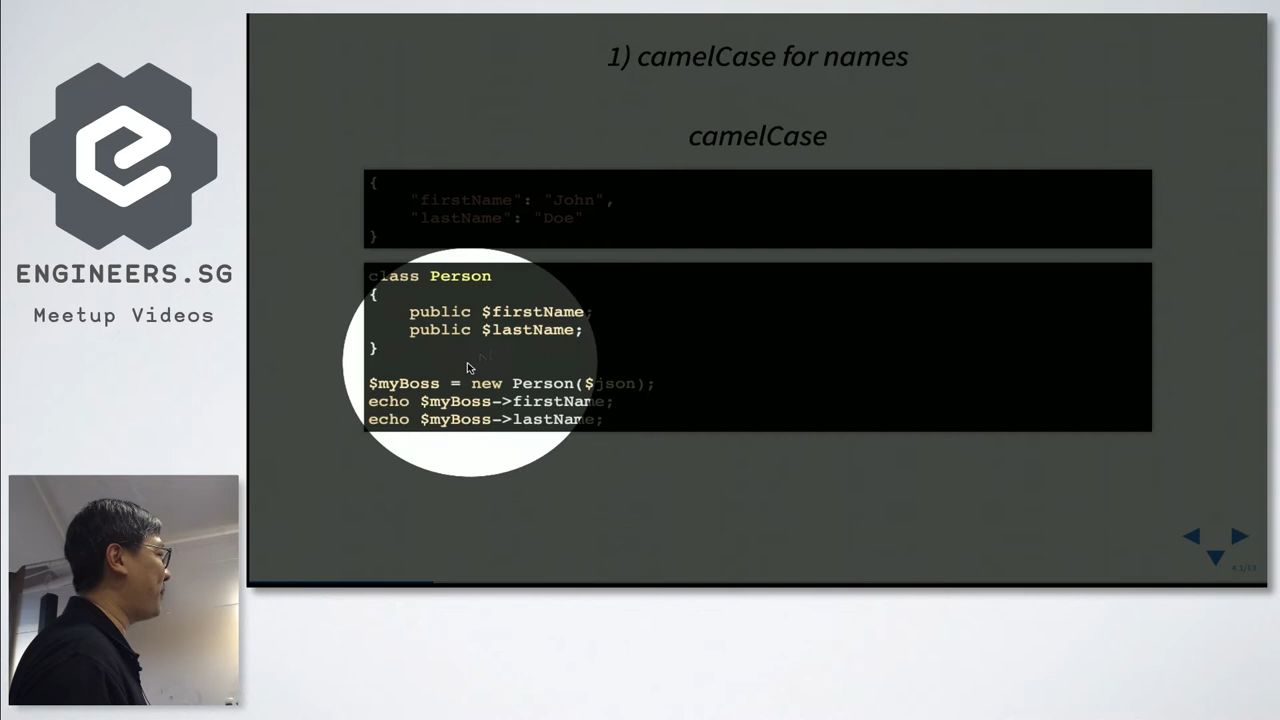 ENGINEERS.SG
Meetup Videos
1) camelCase for names
camelCase
{
    "firstName": "John",
    "lastName": "Doe"
}
class Person
{
    public $firstName;
    public $lastName;
}
$myBoss = new Person($json);
echo $myBoss->firstName;
echo $myBoss->lastName;